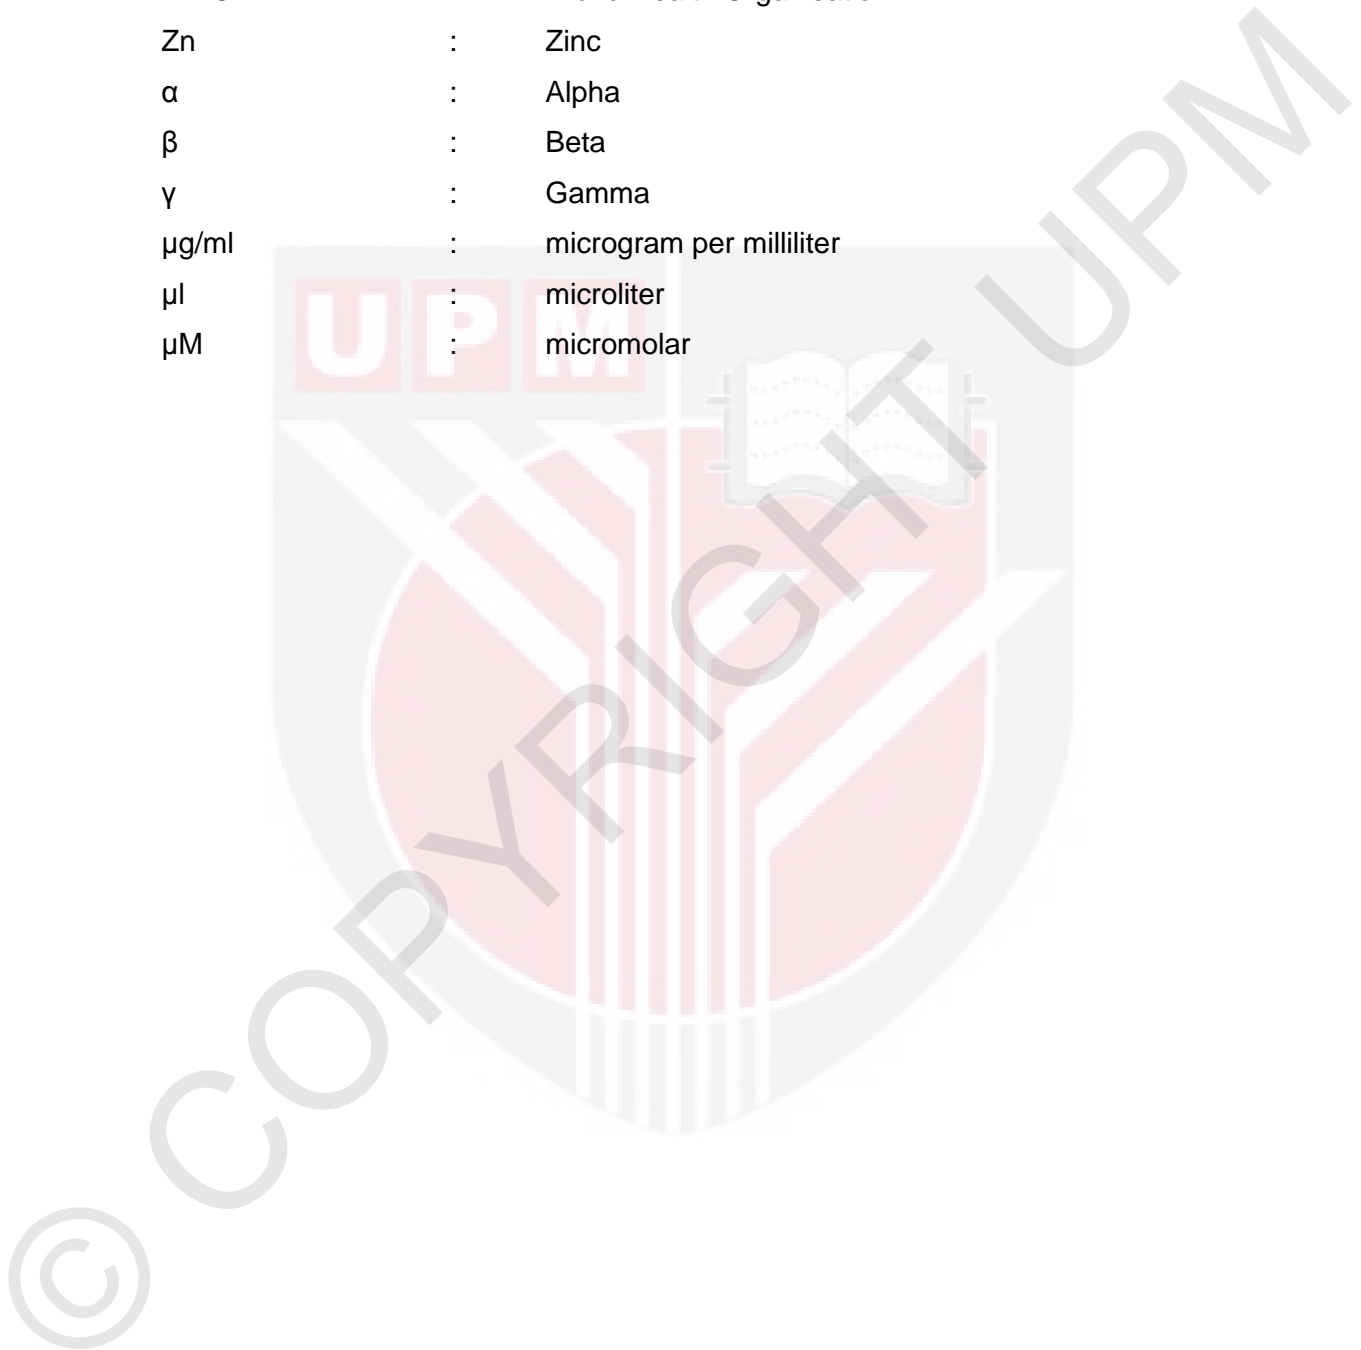 Zn : Zinc
α : Alpha
β : Beta
γ : Gamma
µg/ml : microgram per milliliter
µl : microliter
µM : micromolar
UPM
© COPYRIGHT UPM